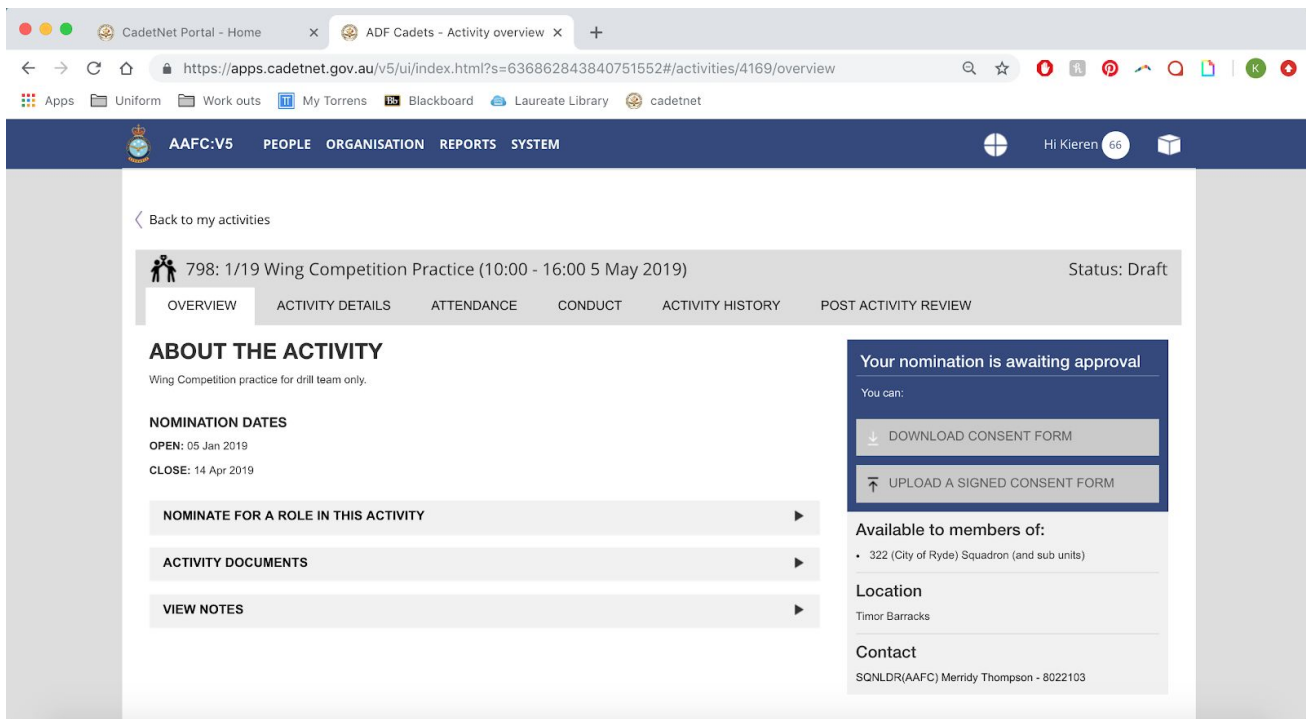 CadetNet Portal - Home
ADF Cadets - Activity overview
https://apps.cadetnet.gov.au/v5/ui/index.html?s=636862843840751552#/activities/4169/overview
Apps Uniform Work outs My Torrens Bb Blackboard Laureate Library cadetnet
AAFC:V5 PEOPLE ORGANISATION REPORTS SYSTEM Hi Kieren 66
Back to my activities
798: 1/19 Wing Competition Practice (10:00 - 16:00 5 May 2019) Status: Draft
OVERVIEW ACTIVITY DETAILS ATTENDANCE CONDUCT ACTIVITY HISTORY POST ACTIVITY REVIEW
ABOUT THE ACTIVITY
Wing Competition practice for drill team only.
NOMINATION DATES
OPEN: 05 Jan 2019
CLOSE: 14 Apr 2019
NOMINATE FOR A ROLE IN THIS ACTIVITY
ACTIVITY DOCUMENTS
VIEW NOTES
Your nomination is awaiting approval
You can:
DOWNLOAD CONSENT FORM
UPLOAD A SIGNED CONSENT FORM
Available to members of:
• 322 (City of Ryde) Squadron (and sub units)
Location
Timor Barracks
Contact
SQNLDR(AAFC) Merridy Thompson - 8022103